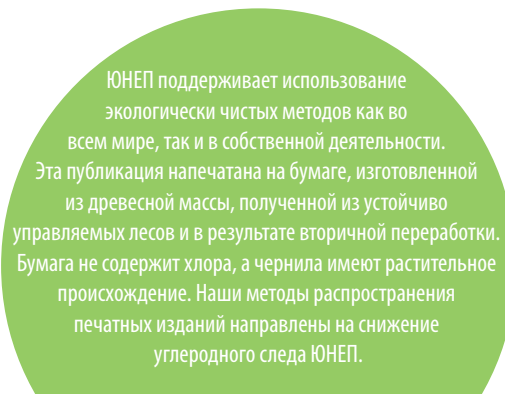 ЮНЕП поддерживает использование
экологически чистых методов как во
всем мире, так и в собственной деятельности.
Эта публикация напечатана на бумаге, изготовленной
из древесной массы, полученной из устойчиво
управляемых лесов и в результате вторичной переработки.
Бумага не содержит хлора, а чернила имеют растительное
происхождение. Наши методы распространения
печатных изданий направлены на снижение
углеродного следа ЮНЕП.